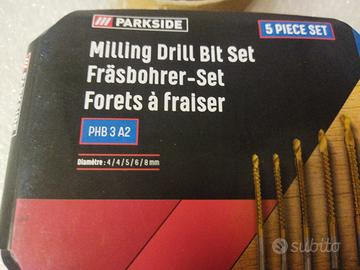 PARKSIDE
5 PIECE SET
Milling Drill Bit Set
Fräsbohrer-Set
Forets à fraiser
PHB 3 A2
Diamètre: 4 / 4 / 5 / 6 / 8 mm
PARKSIDE
subito